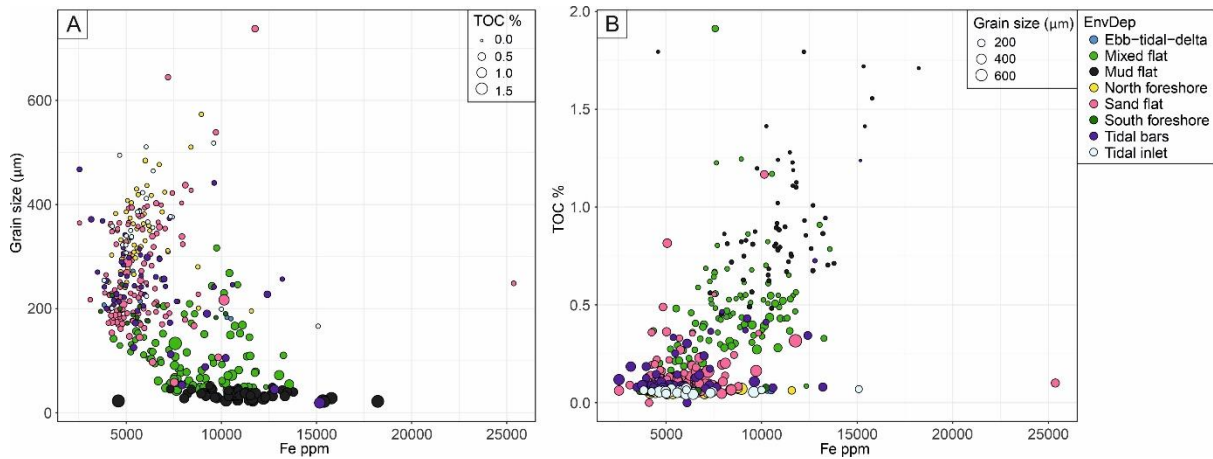 A
TOC %
0.0
0.5
1.0
1.5
Grain size (µm)
600
400
200
0
5000 10000 15000 20000 25000
Fe ppm
B
Grain size (µm)
200
400
600
TOC %
2.0
1.5
1.0
0.5
0.0
5000 10000 15000 20000 25000
Fe ppm
EnvDep
Ebb-tidal-delta
Mixed flat
Mud flat
North foreshore
Sand flat
South foreshore
Tidal bars
Tidal inlet